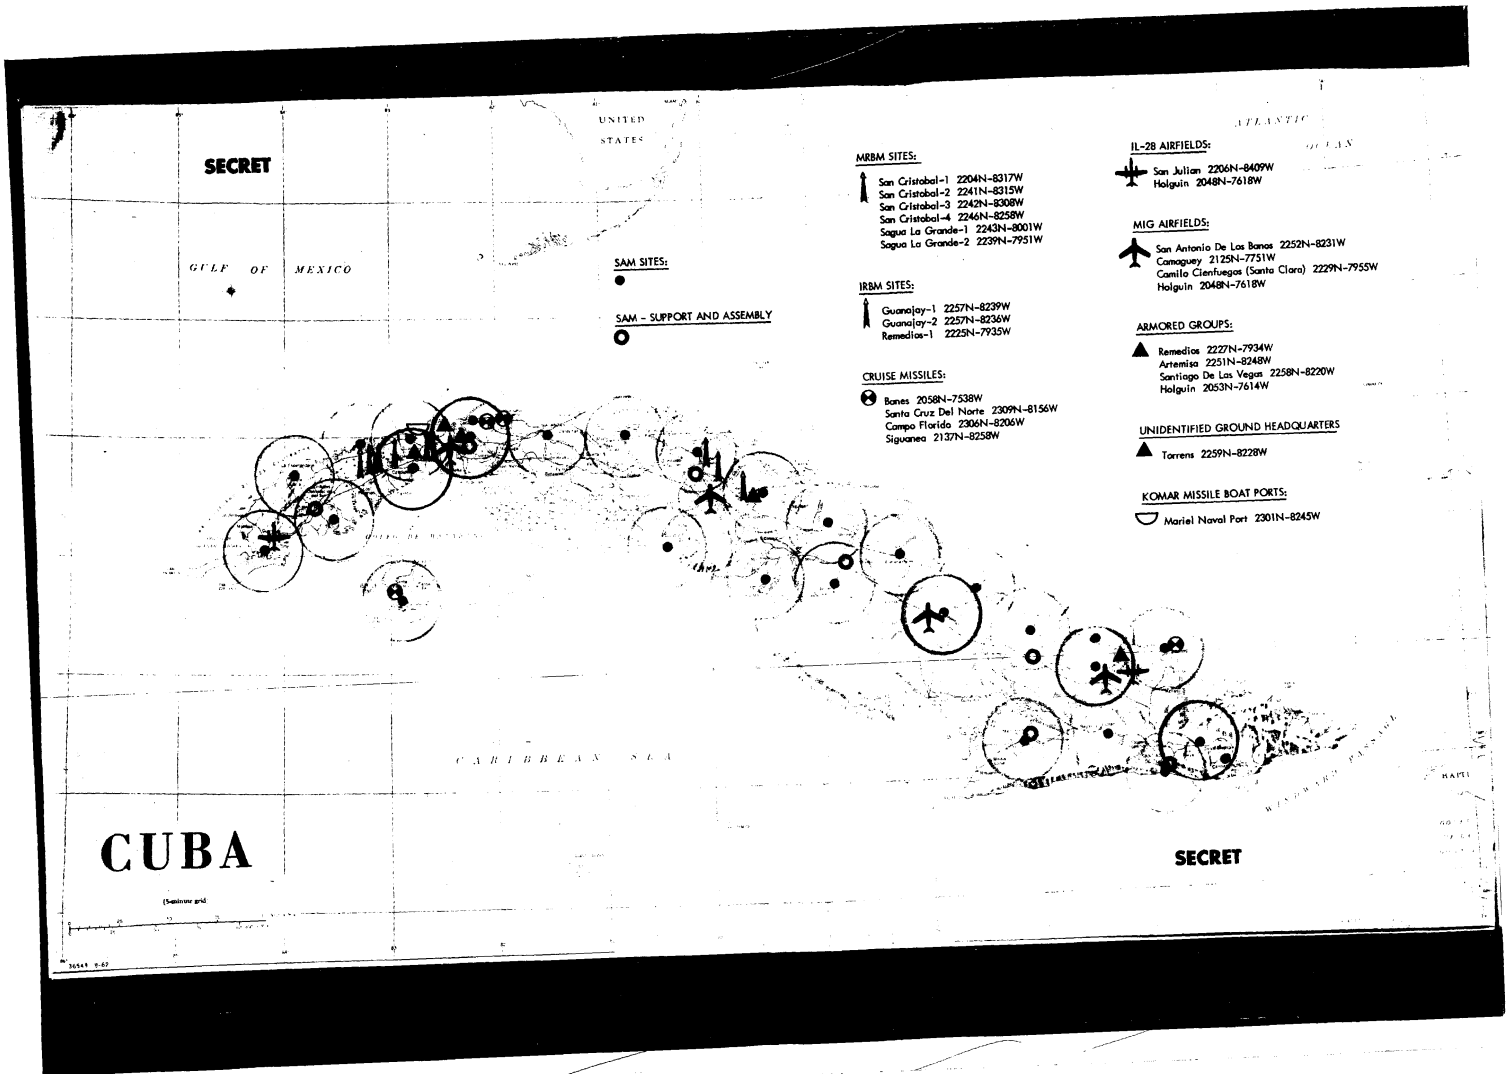 UNITED
STATES
ATLANTIC
OCEAN
SECRET
GULF OF MEXICO
SAM SITES:
SAM - SUPPORT AND ASSEMBLY
MRBM SITES:
San Cristobal-1 2204N-8317W
San Cristobal-2 2241N-8315W
San Cristobal-3 2242N-8308W
San Cristobal-4 2246N-8258W
Sagua La Grande-1 2243N-8001W
Sagua La Grande-2 2239N-7951W
IRBM SITES:
Guanajay-1 2257N-8239W
Guanajay-2 2257N-8236W
Remedios-1 2225N-7935W
CRUISE MISSILES:
Banes 2058N-7538W
Santa Cruz Del Norte 2309N-8156W
Campo Florido 2306N-8206W
Siguanea 2137N-8258W
IL-28 AIRFIELDS:
San Julian 2206N-8409W
Holguin 2048N-7618W
MIG AIRFIELDS:
San Antonio De Los Banos 2252N-8231W
Camaguey 2125N-7751W
Camilo Cienfuegos (Santa Clara) 2229N-7955W
Holguin 2048N-7618W
ARMORED GROUPS:
Remedios 2227N-7934W
Artemisa 2251N-8248W
Santiago De Las Vegas 2258N-8220W
Holguin 2053N-7614W
UNIDENTIFIED GROUND HEADQUARTERS
Torrens 2259N-8228W
KOMAR MISSILE BOAT PORTS:
Mariel Naval Port 2301N-8245W
CARIBBEAN SEA
WINDWARD PASSAGE
HAITI
CUBA
SECRET
(5-minute grid
36543 9-62